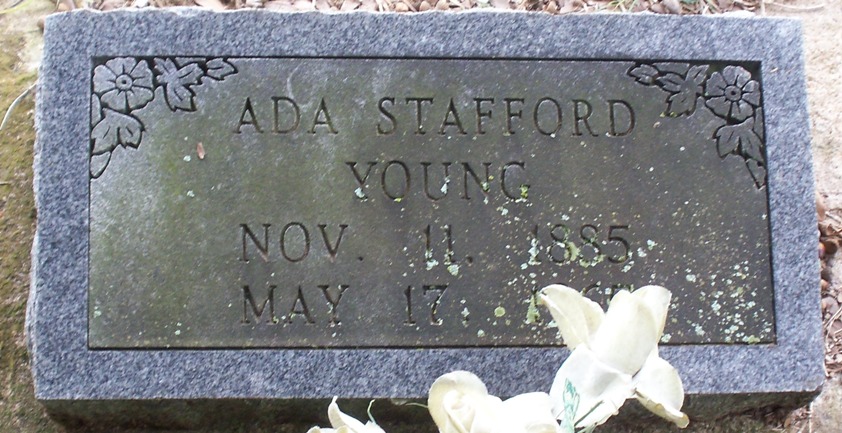 ADA STAFFORD
YOUNG
NOV. 11. 1885
MAY 17.